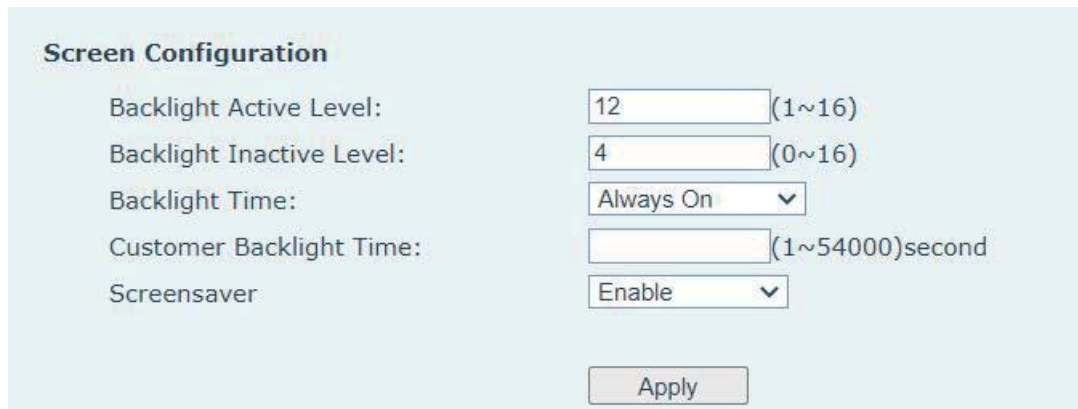 Screen Configuration
Backlight Active Level: 12 (1~16)
Backlight Inactive Level: 4 (0~16)
Backlight Time: Always On
Customer Backlight Time: (1~54000)second
Screensaver Enable
Apply